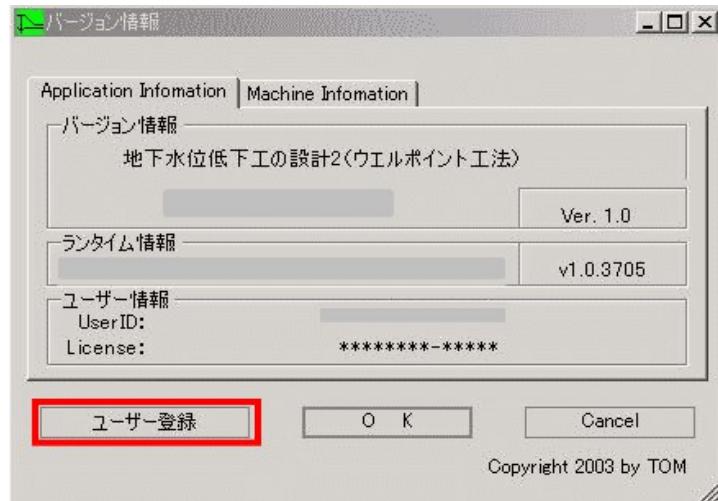 バージョン情報
Application Infomation
Machine Infomation
バージョン情報
地下水位低下工の設計2(ウエルポイント工法)
Ver. 1.0
ランタイム情報
v1.0.3705
ユーザー情報
UserID:
License: ********-*****
ユーザー登録
O K
Cancel
Copyright 2003 by TOM